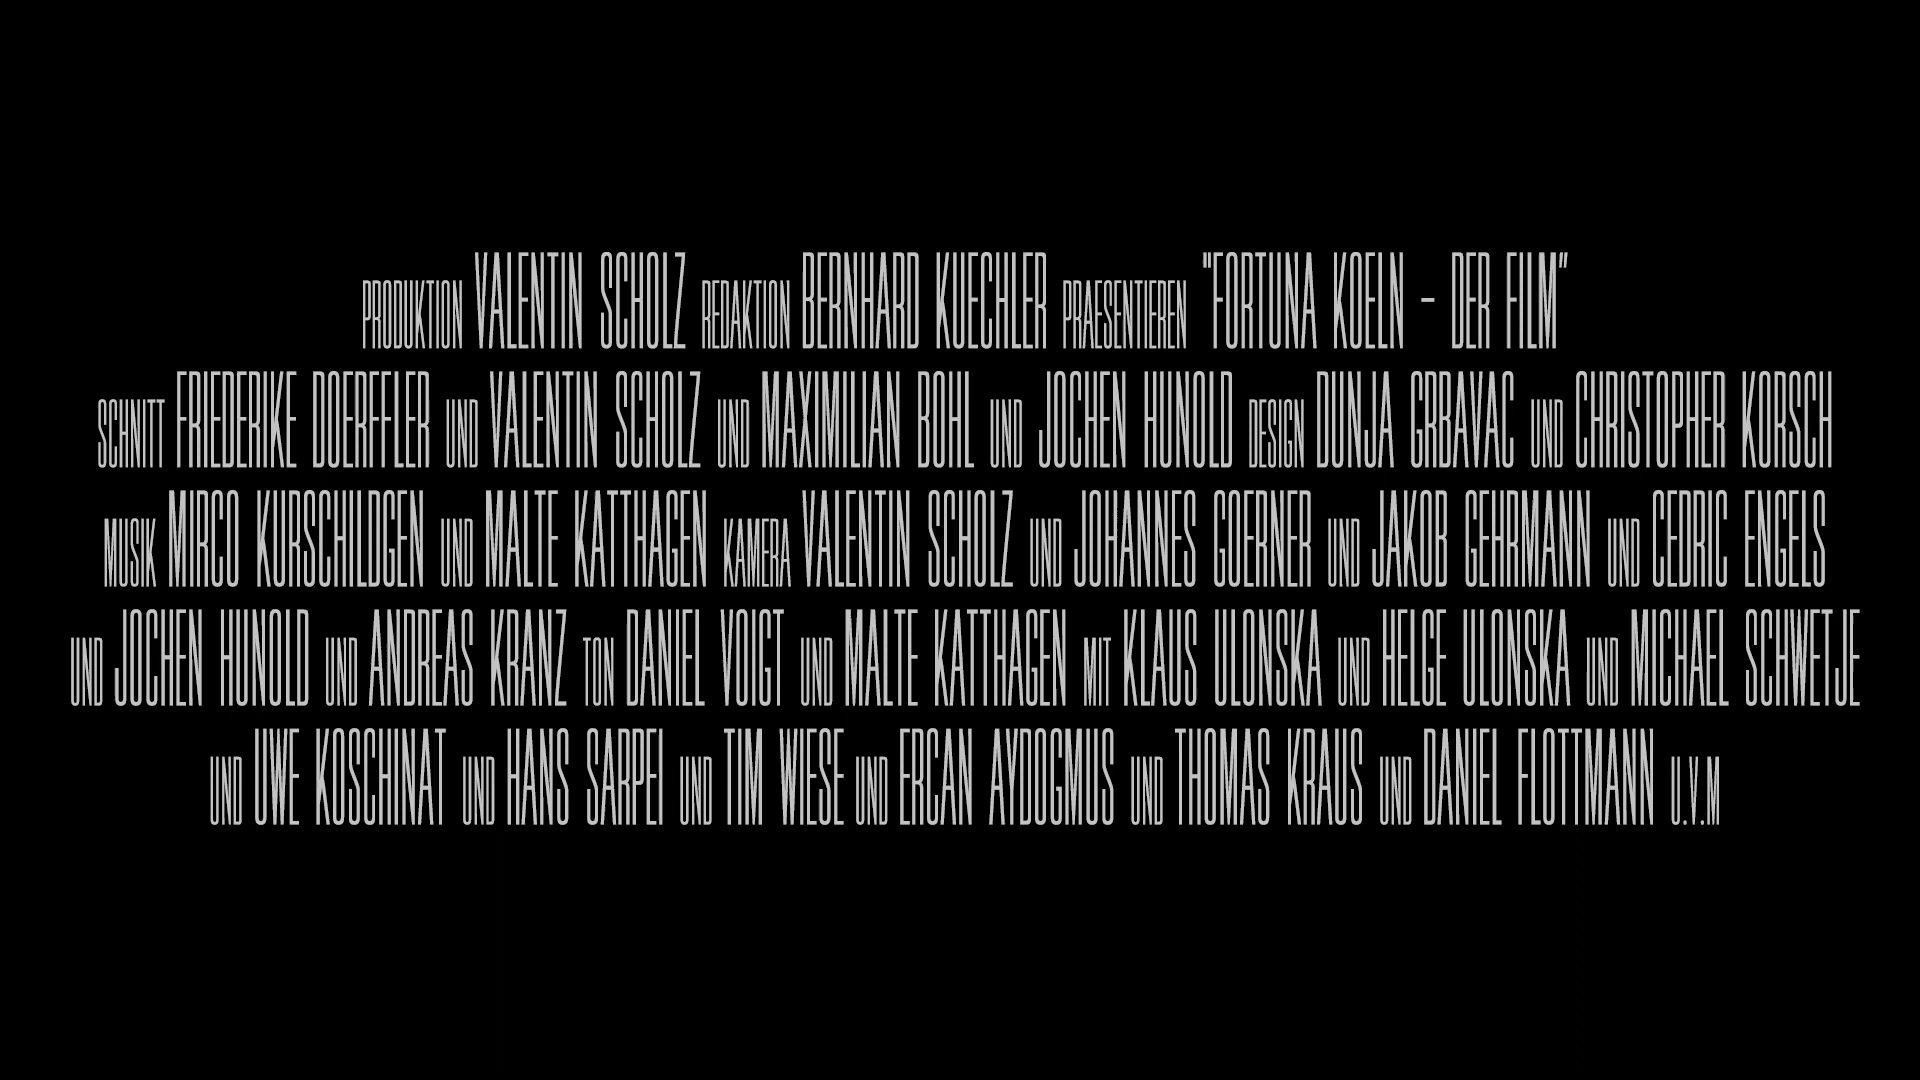 PRODUKTION VALENTIN SCHOLZ REDAKTION BERNHARD KUECHLER PRAESENTIEREN "FORTUNA KOELN - DER FILM"
SCHNITT FRIEDERIKE DOERFFLER UND VALENTIN SCHOLZ UND MAXIMILIAN BOHL UND JOCHEN HUNOLD DESIGN DUNJA GRBAVAC UND CHRISTOPHER KORSCH
MUSIK MIRCO KURSCHILDGEN UND MALTE KATTHAGEN KAMERA VALENTIN SCHOLZ UND JOHANNES GOERNER UND JAKOB GEHRMANN UND CEDRIC ENGELS
UND JOCHEN HUNOLD UND ANDREAS KRANZ TON DANIEL VOIGT UND MALTE KATTHAGEN MIT KLAUS ULONSKA UND HELGE ULONSKA UND MICHAEL SCHWETJE
UND UWE KOSCHINAT UND HANS SARPEI UND TIM WIESE UND ERCAN AYDOGMUS UND THOMAS KRAUS UND DANIEL FLOTTMANN U.V.M